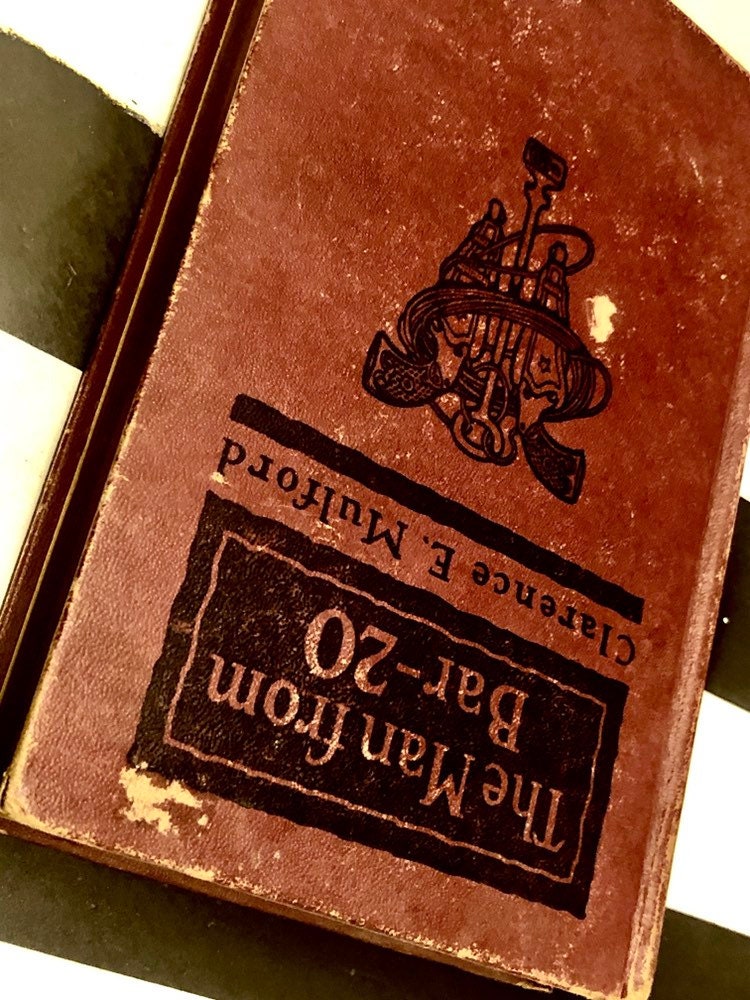 The Man from
Bar-20
Clarence E. Mulford